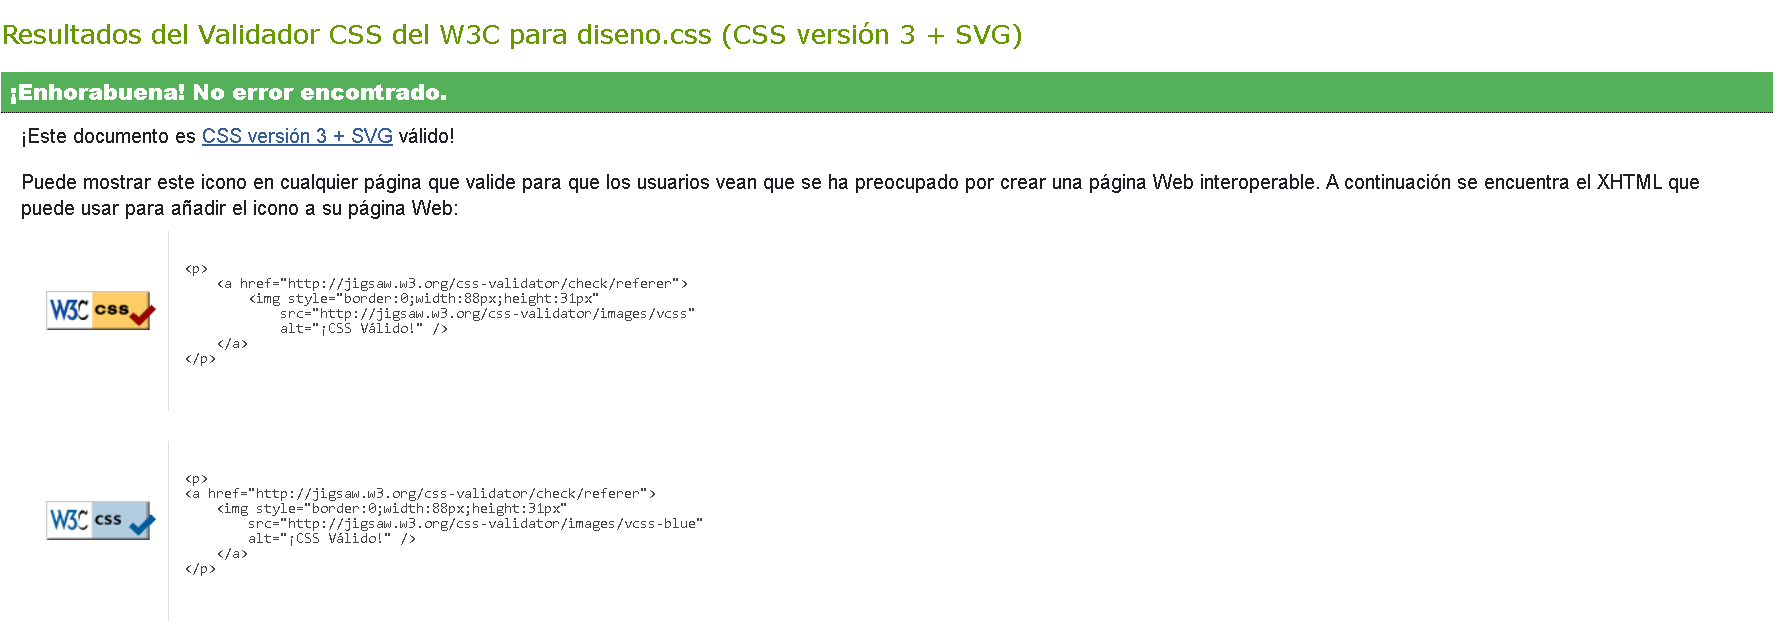 Resultados del Validador CSS del W3C para diseno.css (CSS versión 3 + SVG)
¡Enhorabuena! No error encontrado.
¡Este documento es CSS versión 3 + SVG válido!
Puede mostrar este icono en cualquier página que valide para que los usuarios vean que se ha preocupado por crear una página Web interoperable. A continuación se encuentra el XHTML que
puede usar para añadir el icono a su página Web:
W3C css
<p>
    <a href="http://jigsaw.w3.org/css-validator/check/referer">
        <img style="border:0;width:88px;height:31px"
            src="http://jigsaw.w3.org/css-validator/images/vcss"
            alt="¡CSS Válido!" />
    </a>
</p>
W3C css
<p>
<a href="http://jigsaw.w3.org/css-validator/check/referer">
    <img style="border:0;width:88px;height:31px"
        src="http://jigsaw.w3.org/css-validator/images/vcss-blue"
        alt="¡CSS Válido!" />
    </a>
</p>